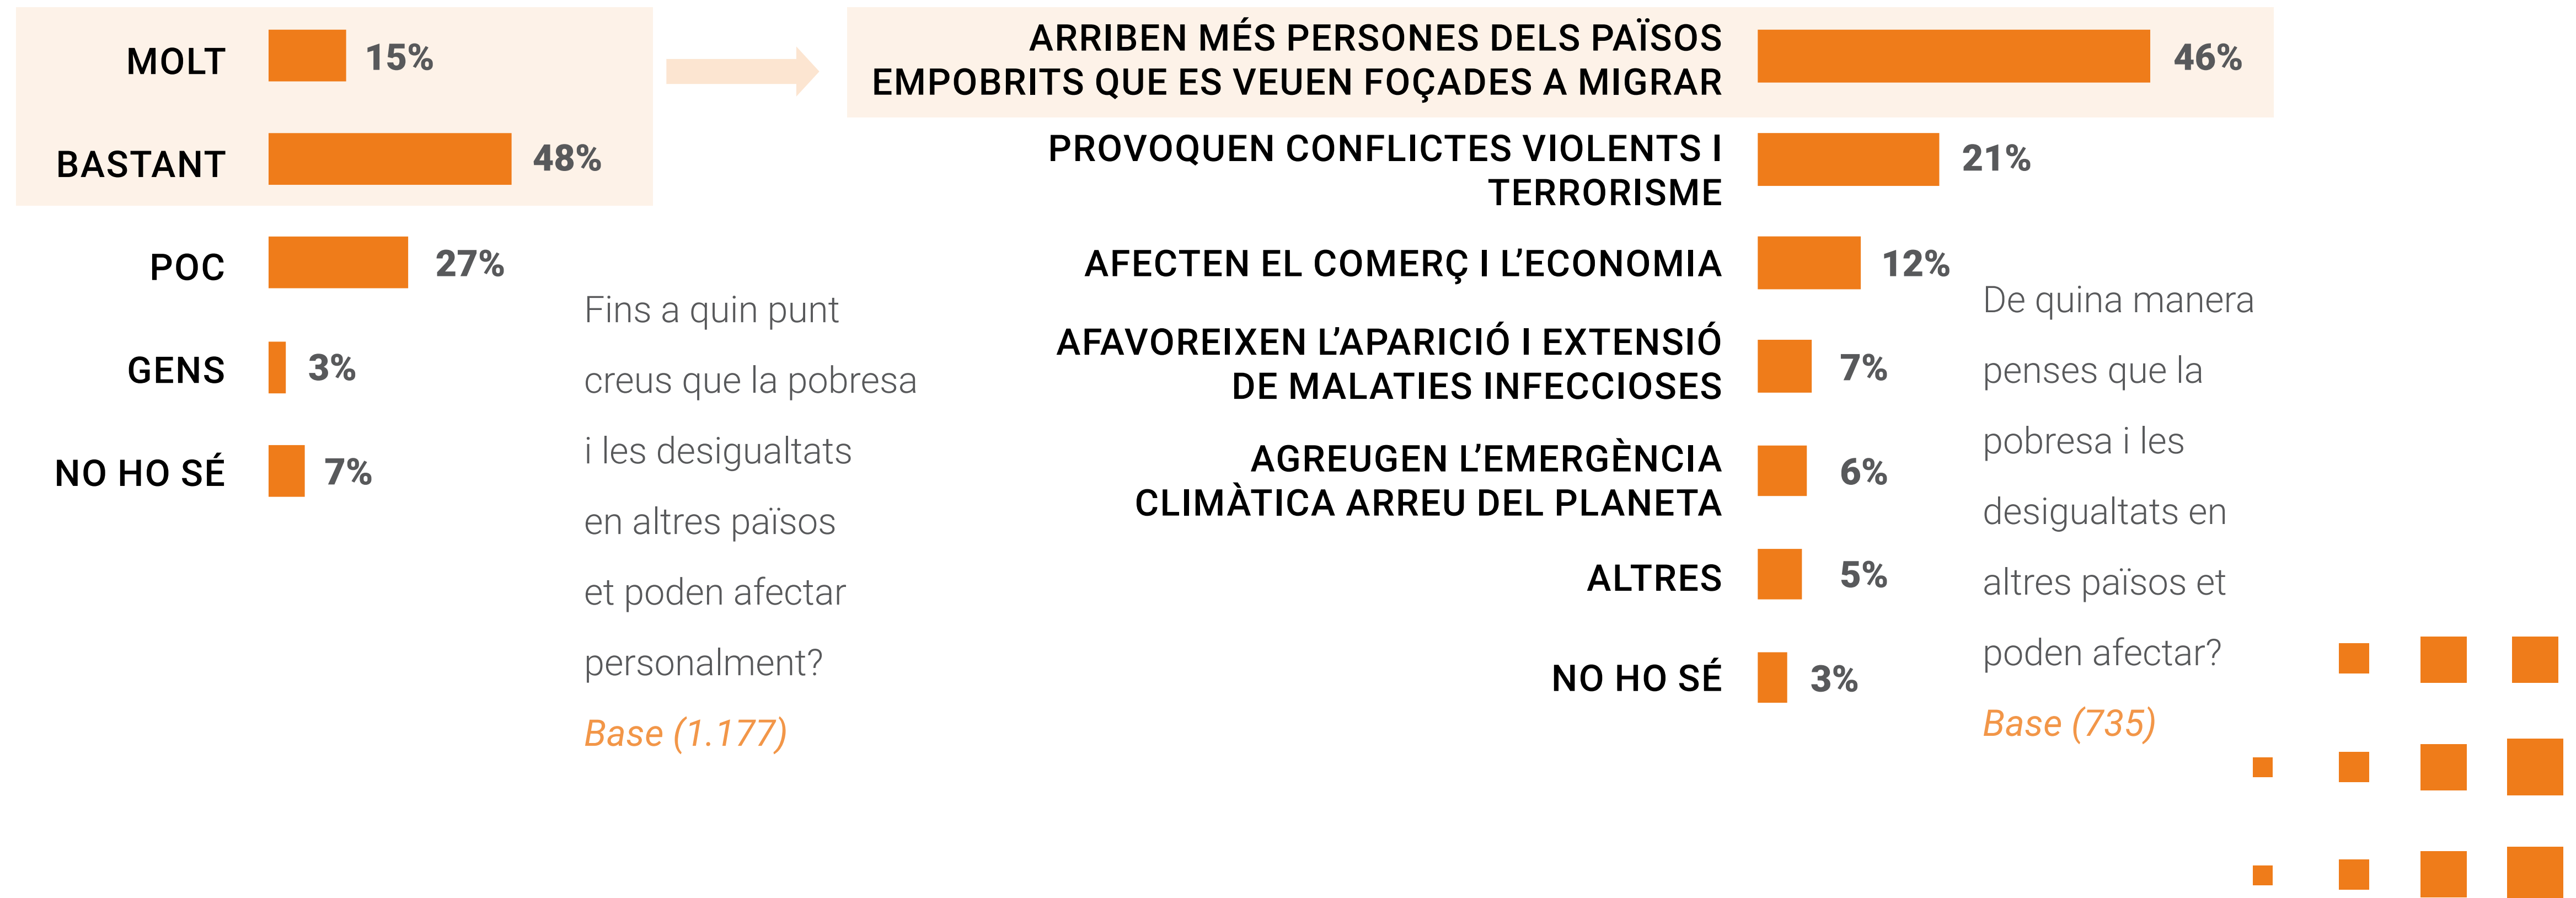 MOLT 15%
BASTANT 48%
POC 27%
GENS 3%
NO HO SÉ 7%
Fins a quin punt
creus que la pobresa
i les desigualtats
en altres països
et poden afectar
personalment?
Base (1.177)
ARRIBEN MÉS PERSONES DELS PAÏSOS
EMPOBRITS QUE ES VEUEN FOÇADES A MIGRAR
46%
PROVOQUEN CONFLICTES VIOLENTS I
TERRORISME
21%
AFECTEN EL COMERÇ I L’ECONOMIA 12%
AFAVOREIXEN L’APARICIÓ I EXTENSIÓ
DE MALATIES INFECCIOSES
7%
AGREUGEN L’EMERGÈNCIA
CLIMÀTICA ARREU DEL PLANETA
6%
ALTRES 5%
NO HO SÉ 3%
De quina manera
penses que la
pobresa i les
desigualtats en
altres països et
poden afectar?
Base (735)